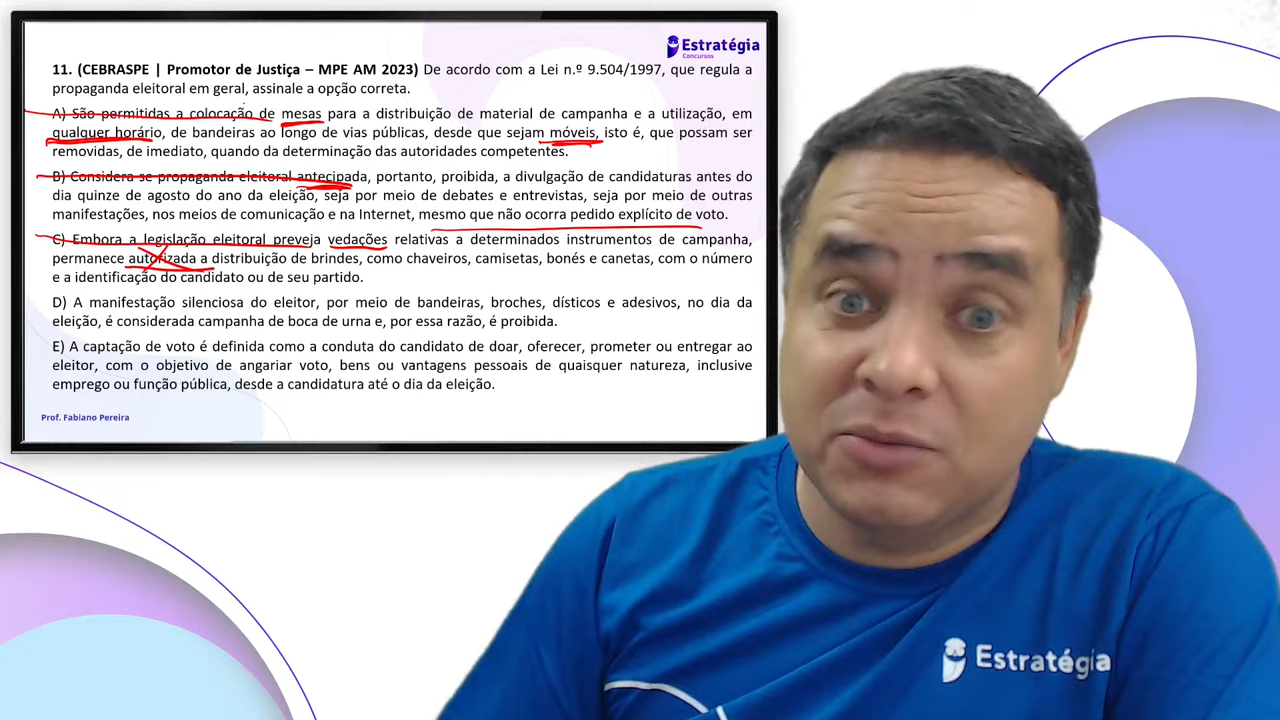 Estratégia
Concursos
11. (CEBRASPE | Promotor de Justiça – MPE AM 2023) De acordo com a Lei n.º 9.504/1997, que regula a
propaganda eleitoral em geral, assinale a opção correta.
A) São permitidas a colocação de mesas para a distribuição de material de campanha e a utilização, em
qualquer horário, de bandeiras ao longo de vias públicas, desde que sejam móveis, isto é, que possam ser
removidas, de imediato, quando da determinação das autoridades competentes.
B) Considera se propaganda eleitoral antecipada, portanto, proibida, a divulgação de candidaturas antes do
dia quinze de agosto do ano da eleição, seja por meio de debates e entrevistas, seja por meio de outras
manifestações, nos meios de comunicação e na Internet, mesmo que não ocorra pedido explícito de voto.
C) Embora a legislação eleitoral preveja vedações relativas a determinados instrumentos de campanha,
permanece autorizada a distribuição de brindes, como chaveiros, camisetas, bonés e canetas, com o número
e a identificação do candidato ou de seu partido.
D) A manifestação silenciosa do eleitor, por meio de bandeiras, broches, dísticos e adesivos, no dia da
eleição, é considerada campanha de boca de urna e, por essa razão, é proibida.
E) A captação de voto é definida como a conduta do candidato de doar, oferecer, prometer ou entregar ao
eleitor, com o objetivo de angariar voto, bens ou vantagens pessoais de quaisquer natureza, inclusive
emprego ou função pública, desde a candidatura até o dia da eleição.
Prof. Fabiano Pereira
Estratégia